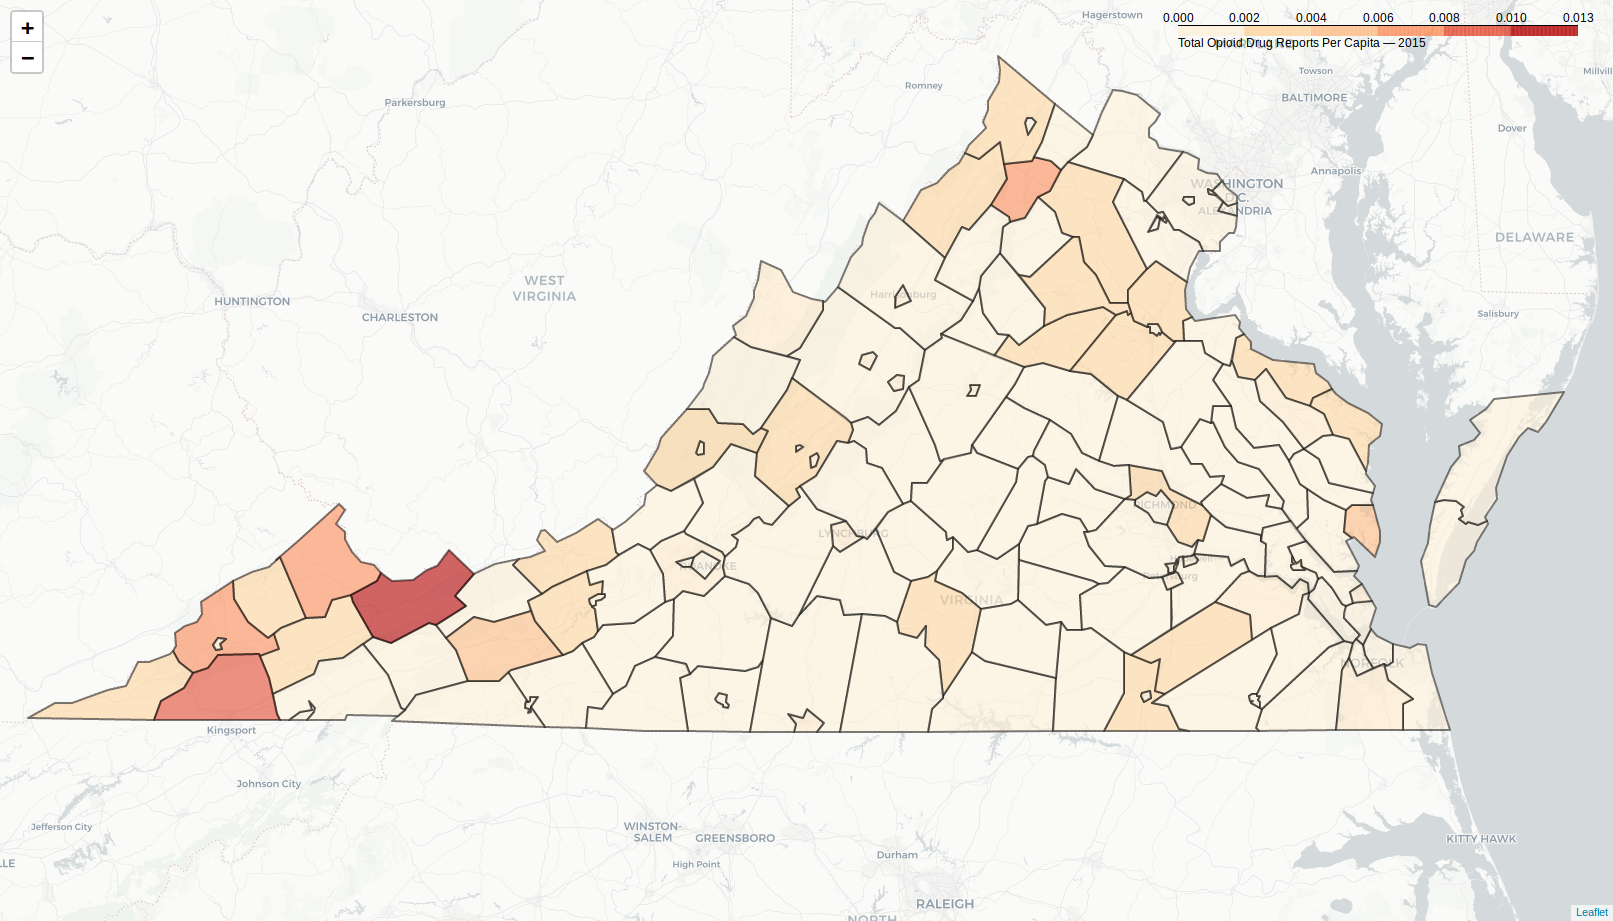 +
−
0.000 0.002 0.004 0.006 0.008 0.010 0.013
Total Opioid Drug Reports Per Capita — 2015
Hagerstown
Towson
Millvill
Romney
BALTIMORE
Parkersburg
Dover
Annapolis
WASHINGTON
D.C.
ALEXANDRIA
DELAWARE
WEST
VIRGINIA
Harrisonburg
HUNTINGTON
CHARLESTON
Salisbury
RICHMOND
LYNCHBURG
Hopewell
ROANOKE
Petersburg
VIRGINIA
NORFOLK
Kingsport
Johnson City
Jefferson City
WINSTON-
SALEM
GREENSBORO
KITTY HAWK
High Point
Durham
LLE
RALEIGH
NORTH
Leaflet